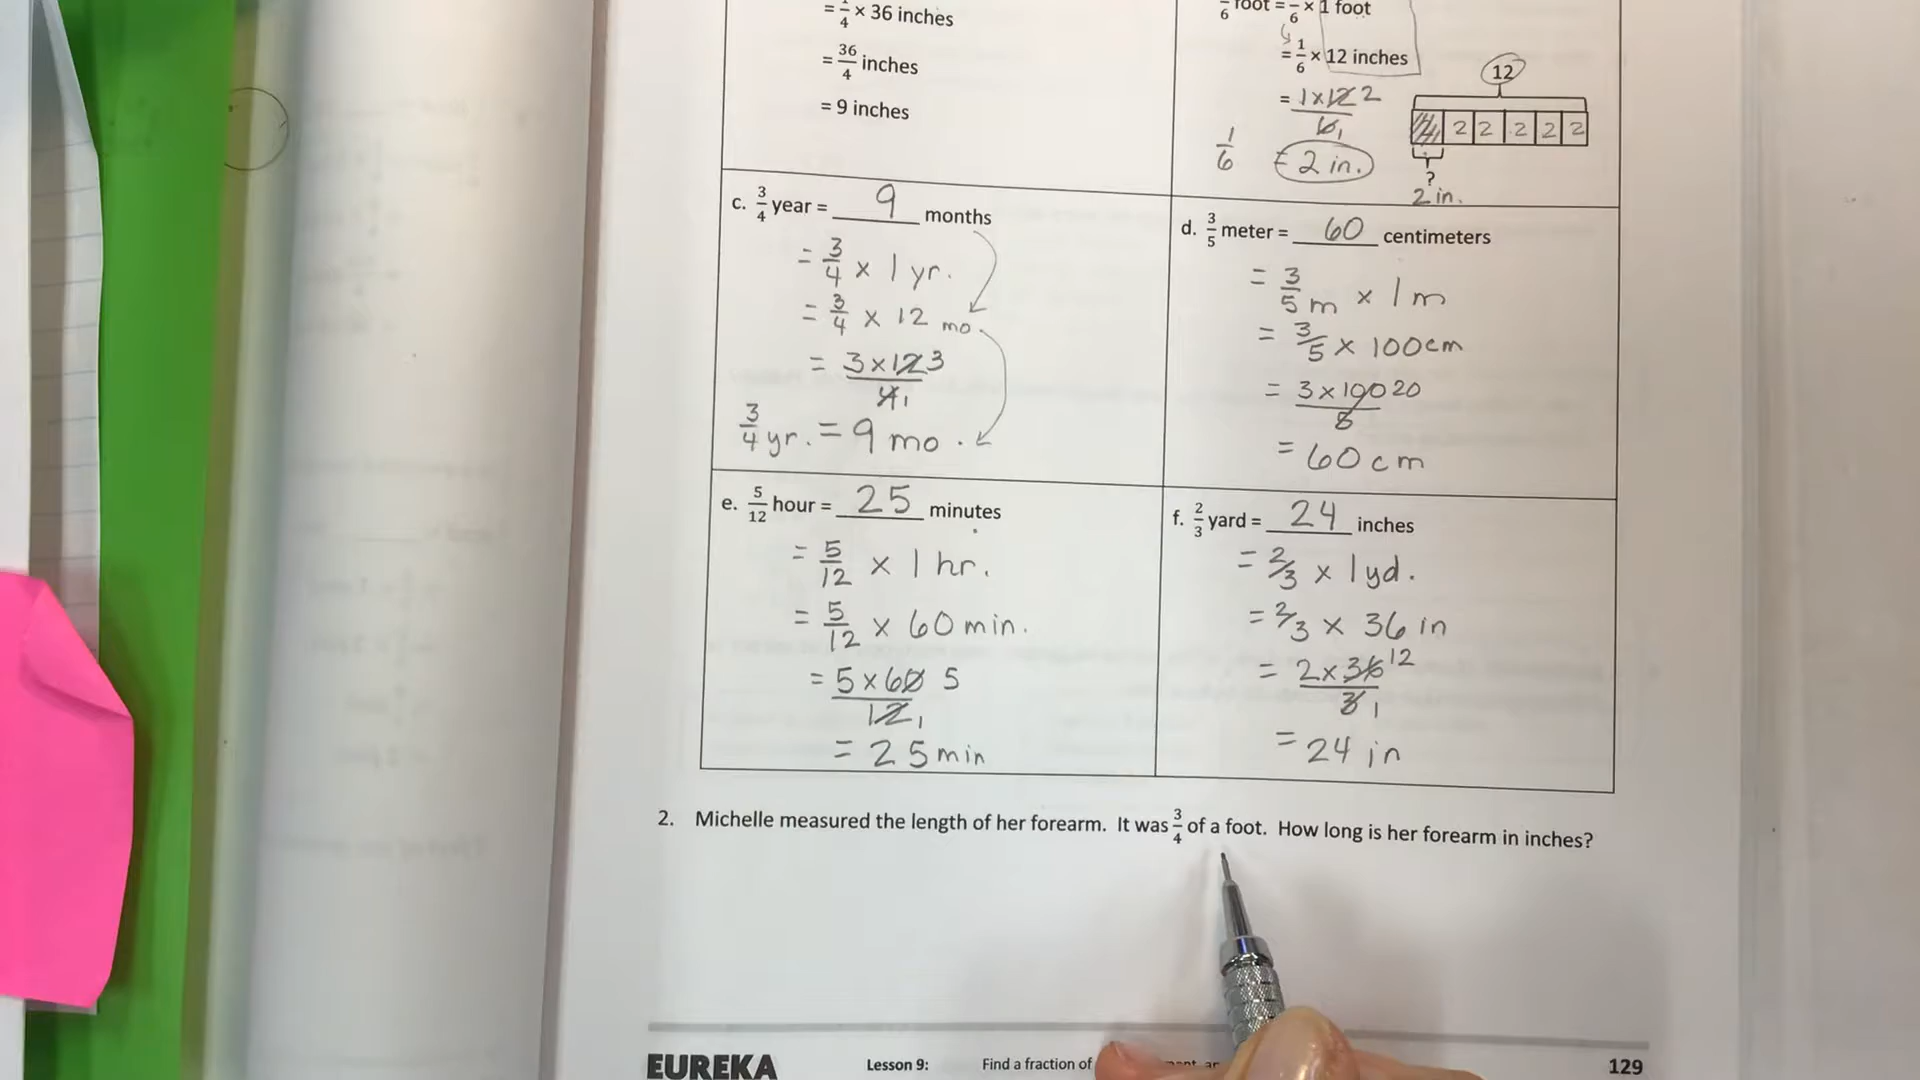 = 1/4 × 36 inches
= 36/4 inches
= 9 inches
1/6 foot = 1/6 × 1 foot
= 1/6 × 12 inches
= 1×12 2
6 1
1/6 = 2 in.
12
2 2 2 2 2 2
?
2 in.
c. 3/4 year = 9 months
= 3/4 × 1 yr.
= 3/4 × 12 mo.
= 3×12 3
4 1
3/4 yr. = 9 mo.
d. 3/5 meter = 60 centimeters
= 3/5 m × 1 m
= 3/5 × 100cm
= 3×100 20
5
= 60 cm
e. 5/12 hour = 25 minutes
= 5/12 × 1 hr.
= 5/12 × 60 min.
= 5×60 5
12 1
= 25 min
f. 2/3 yard = 24 inches
= 2/3 × 1 yd.
= 2/3 × 36 in
= 2×36 12
3 1
= 24 in
2. Michelle measured the length of her forearm. It was 3/4 of a foot. How long is her forearm in inches?
EUREKA Lesson 9: Find a fraction of 129